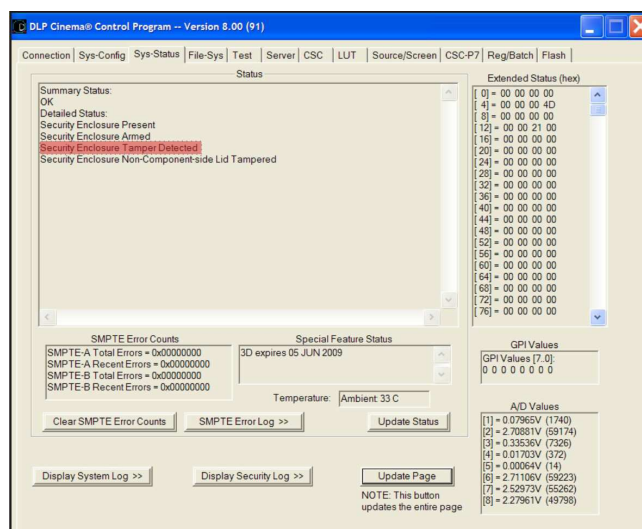 DLP Cinema® Control Program -- Version 8.00 (91)
Connection Sys-Config Sys-Status File-Sys Test Server CSC LUT Source/Screen CSC-P7 Reg/Batch Flash
Status
Summary Status:
OK
Detailed Status:
Security Enclosure Present
Security Enclosure Armed
Security Enclosure Tamper Detected
Security Enclosure Non-Component-side Lid Tampered
Extended Status (hex)
[ 0] = 00 00 00 00
[ 4] = 00 00 00 4D
[ 8] = 00 00 00 00
[12] = 00 00 21 00
[16] = 00 00 00 00
[20] = 00 00 00 00
[24] = 00 00 00 00
[28] = 00 00 00 00
[32] = 00 00 00 00
[36] = 00 00 00 00
[40] = 00 00 00 00
[44] = 00 00 00 00
[48] = 00 00 00 00
[52] = 00 00 00 00
[56] = 00 00 00 00
[60] = 00 00 00 00
[64] = 00 00 00 00
[68] = 00 00 00 00
[72] = 00 00 00 00
[76] = 00 00 00 00
SMPTE Error Counts
SMPTE-A Total Errors = 0x00000000
SMPTE-A Recent Errors = 0x00000000
SMPTE-B Total Errors = 0x00000000
SMPTE-B Recent Errors = 0x00000000
Special Feature Status
3D expires 05 JUN 2009
Temperature: Ambient: 33 C
Clear SMPTE Error Counts
SMPTE Error Log >>
Update Status
GPI Values
GPI Values [7..0]:
0 0 0 0 0 0 0 0
A/D Values
[1] = 0.07965V (1740)
[2] = 2.70881V (59174)
[3] = 0.33536V (7326)
[4] = 0.01703V (372)
[5] = 0.00064V (14)
[6] = 2.71106V (59223)
[7] = 2.52973V (55262)
[8] = 2.27961V (49798)
Display System Log >>
Display Security Log >>
Update Page
NOTE: This button
updates the entire page